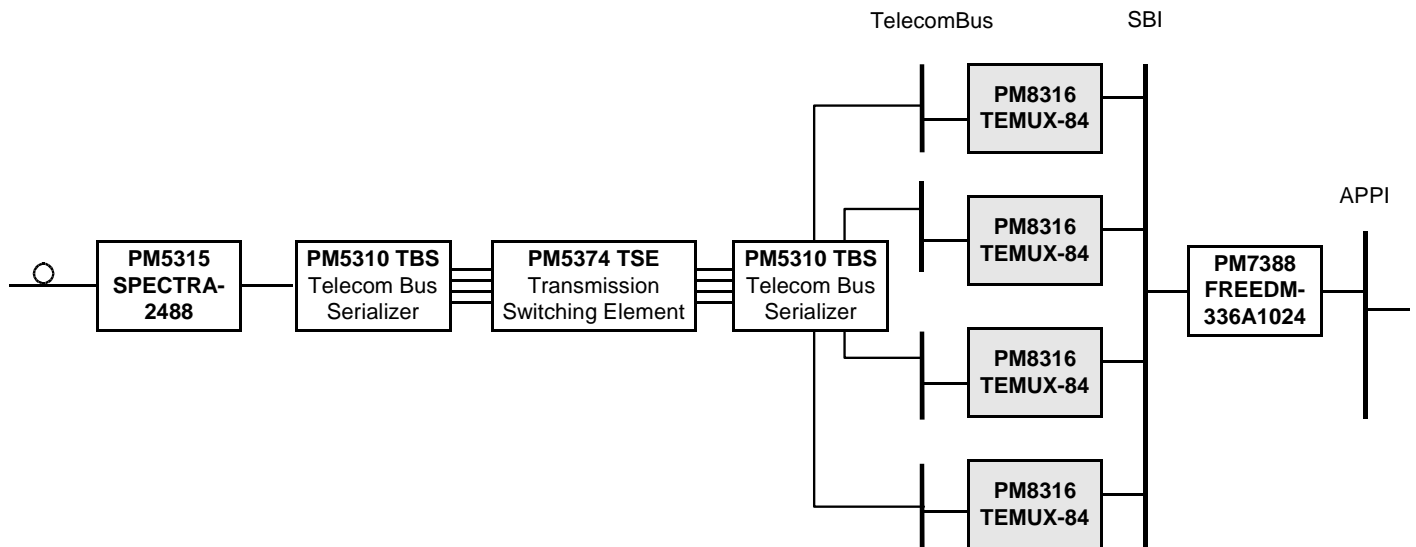 TelecomBus
SBI
PM8316
TEMUX-84
PM8316
TEMUX-84
APPI
PM5315
SPECTRA-
2488
PM5310 TBS
Telecom Bus
Serializer
PM5374 TSE
Transmission
Switching Element
PM5310 TBS
Telecom Bus
Serializer
PM7388
FREEDM-
336A1024
PM8316
TEMUX-84
PM8316
TEMUX-84